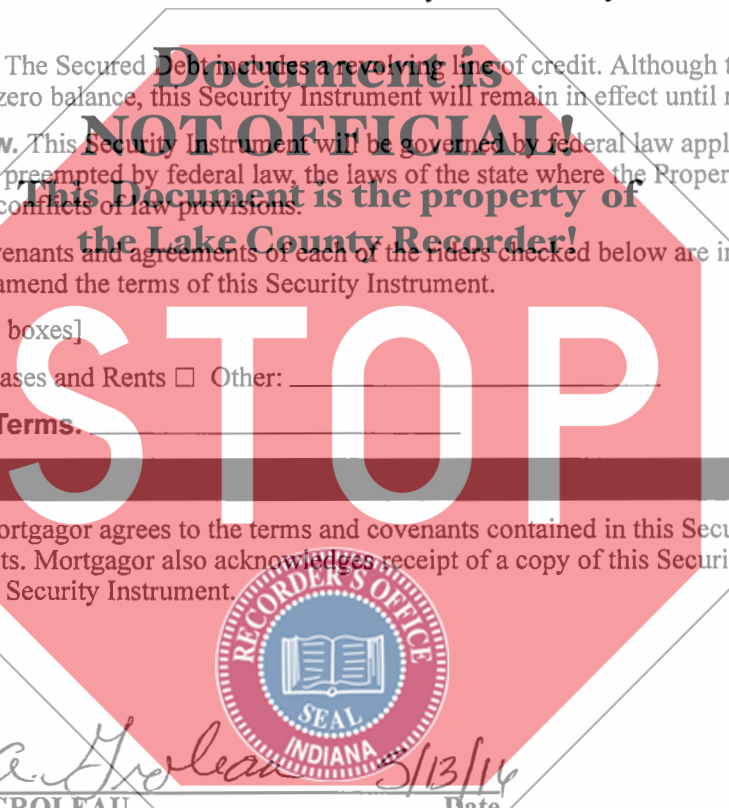 Document is
The Secured Debt includes a revolving line of credit. Although t
zero balance, this Security Instrument will remain in effect until r
NOT OFFICIAL!
w. This Security Instrument will be governed by federal law appl
preempted by federal law, the laws of the state where the Proper
This Document is the property of
conflicts of law provisions.
the Lake County Recorder!
venants and agreements of each of the riders checked below are i
amend the terms of this Security Instrument.
boxes]
STOP
ases and Rents ☐ Other:
Terms.
ortgagor agrees to the terms and covenants contained in this Secu
ts. Mortgagor also acknowledges receipt of a copy of this Securi
Security Instrument.
RECORDER'S OFFICE
SEAL
INDIANA
a. Groleau 5/13/16
GROLEAU Date